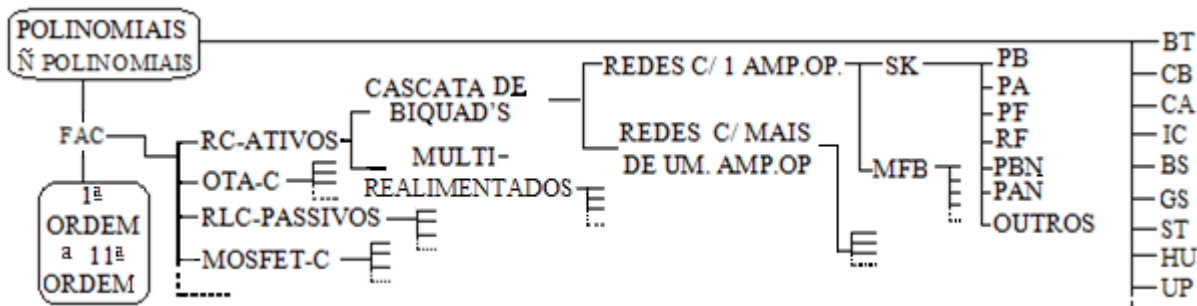 POLINOMIAIS
Ñ POLINOMIAIS
FAC
1ª
ORDEM
a 11ª
ORDEM
RC-ATIVOS
OTA-C
RLC-PASSIVOS
MOSFET-C
CASCATA DE
BIQUAD'S
MULTI-
REALIMENTADOS
REDES C/ 1 AMP.OP.
REDES C/ MAIS
DE UM. AMP.OP
SK
MFB
PB
PA
PF
RF
PBN
PAN
OUTROS
BT
CB
CA
IC
BS
GS
ST
HU
UP